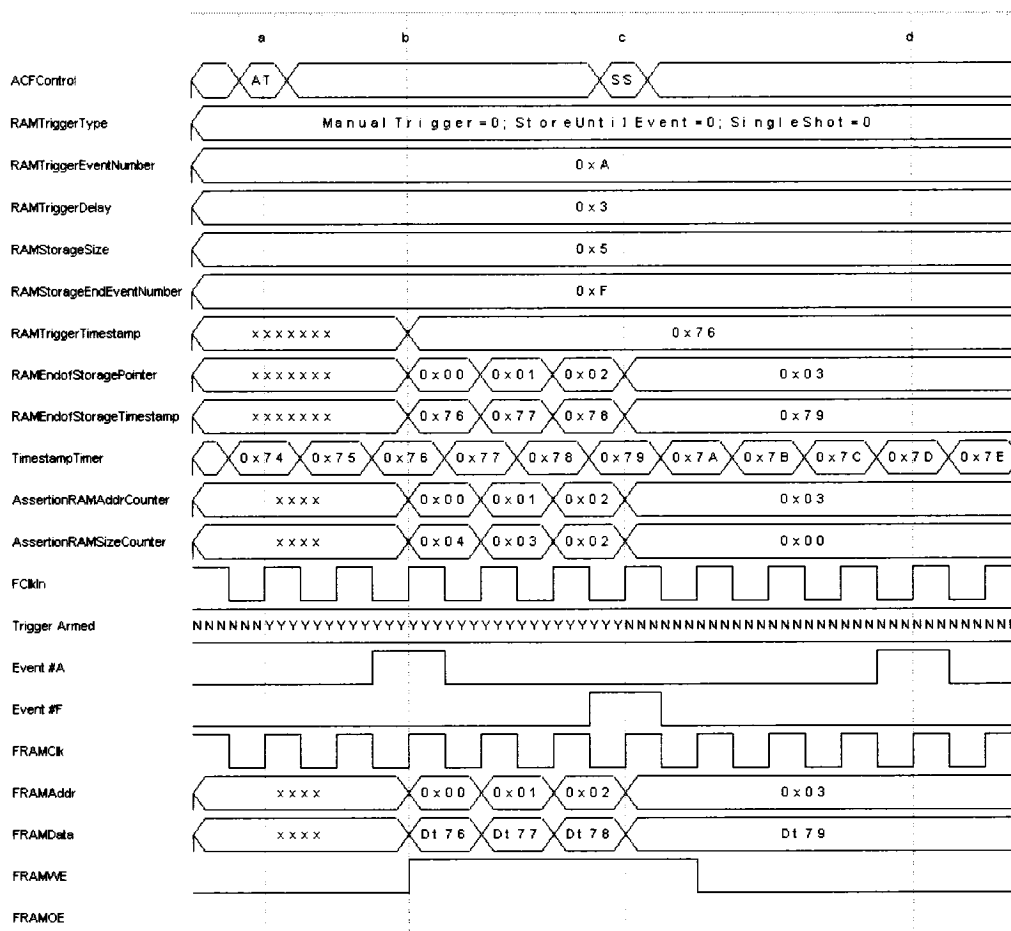 a b c d
ACFControl AT SS
RAMTriggerType ManualTrigger=0; StoreUntilEvent=0; SingleShot=0
RAMTriggerEventNumber 0xA
RAMTriggerDelay 0x3
RAMStorageSize 0x5
RAMStorageEndEventNumber 0xF
RAMTriggerTimestamp xxxxxxx 0x76
RAMEndofStoragePointer xxxxxxx 0x00 0x01 0x02 0x03
RAMEndofStorageTimestamp xxxxxxx 0x76 0x77 0x78 0x79
TimestampTimer 0x74 0x75 0x76 0x77 0x78 0x79 0x7A 0x7B 0x7C 0x7D 0x7E
AssertionRAMAddrCounter xxxx 0x00 0x01 0x02 0x03
AssertionRAMSizeCounter xxxx 0x04 0x03 0x02 0x00
FClkIn
Trigger Armed NNNNNNYYYYYYYYYYYYYYYYYYYYYYYYYYYYYYNNNNNNNNNNNNNNNNNNNNNNNNNNNNNNNN
Event #A
Event #F
FRAMClk
FRAMAddr xxxx 0x00 0x01 0x02 0x03
FRAMData xxxx Dt 76 Dt 77 Dt 78 Dt 79
FRAMWE
FRAMOE